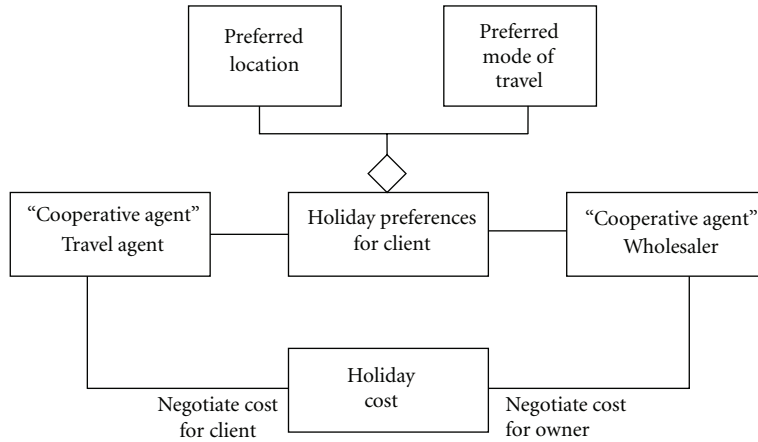 Preferred
location
Preferred
mode of
travel
“Cooperative agent”
Travel agent
Holiday preferences
for client
“Cooperative agent”
Wholesaler
Holiday
cost
Negotiate cost
for client
Negotiate cost
for owner